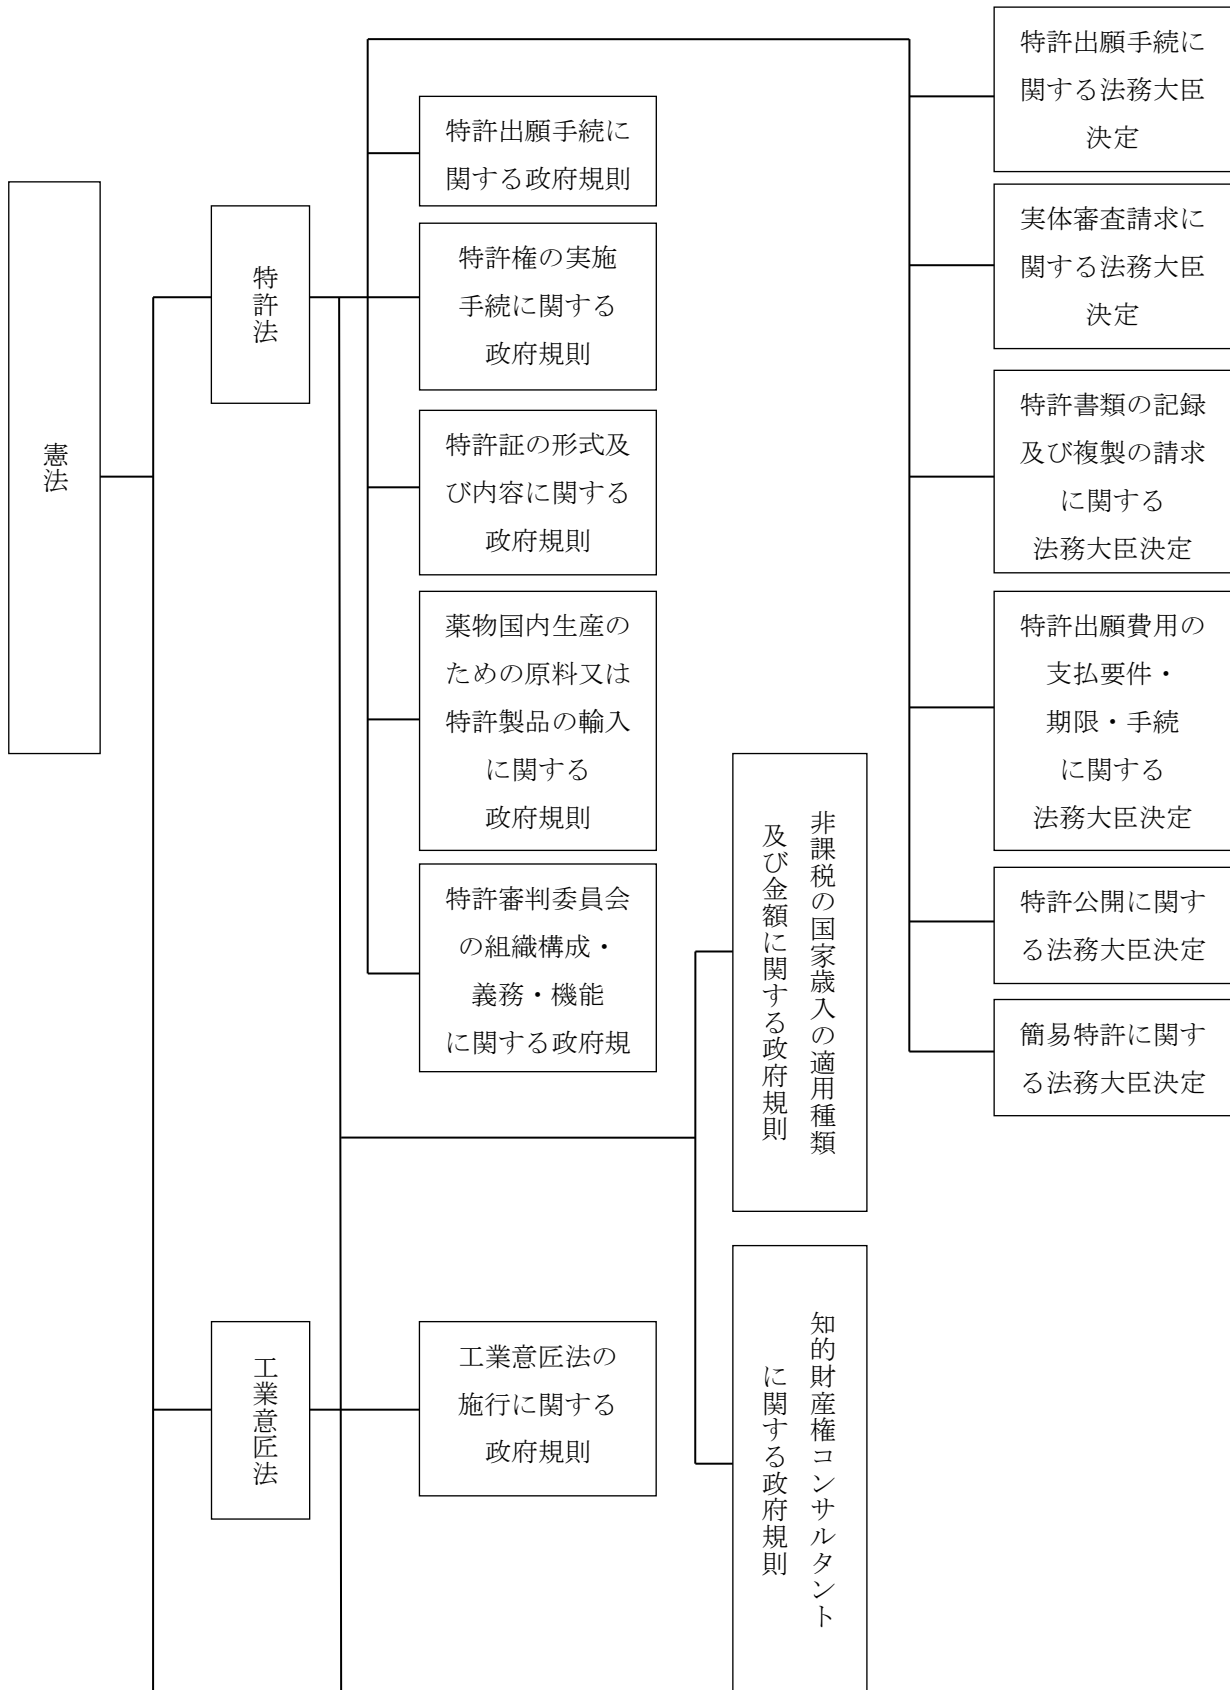 憲法
特許法
工業意匠法
特許出願手続に
関する政府規則
特許権の実施
手続に関する
政府規則
特許証の形式及
び内容に関する
政府規則
薬物国内生産の
ための原料又は
特許製品の輸入
に関する
政府規則
特許審判委員会
の組織構成・
義務・機能
に関する政府規
工業意匠法の
施行に関する
政府規則
非課税の国家歳入の適用種類
及び金額に関する政府規則
知的財産権コンサルタント
に関する政府規則
特許出願手続に
関する法務大臣
決定
実体審査請求に
関する法務大臣
決定
特許書類の記録
及び複製の請求
に関する
法務大臣決定
特許出願費用の
支払要件・
期限・手続
に関する
法務大臣決定
特許公開に関す
る法務大臣決定
簡易特許に関す
る法務大臣決定